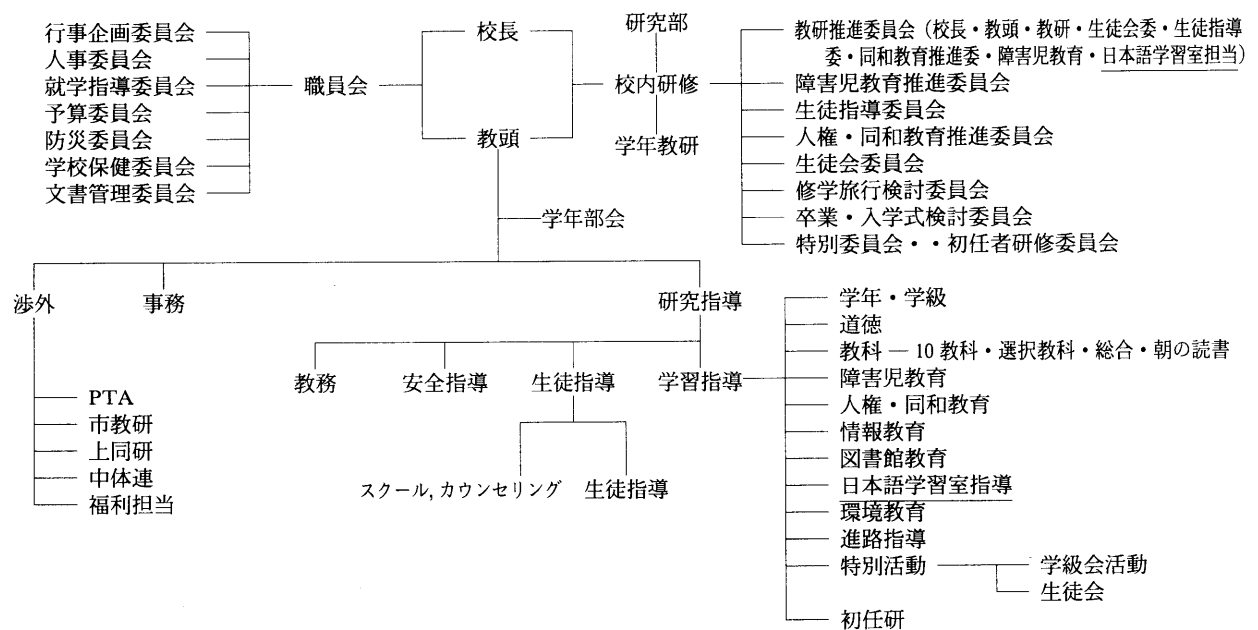 行事企画委員会
人事委員会
就学指導委員会
予算委員会
防災委員会
学校保健委員会
文書管理委員会
職員会
校長
教頭
研究部
校内研修
学年教研
教研推進委員会（校長・教頭・教研・生徒会委・生徒指導
委・同和教育推進委・障害児教育・日本語学習室担当）
障害児教育推進委員会
生徒指導委員会
人権・同和教育推進委員会
生徒会委員会
修学旅行検討委員会
卒業・入学式検討委員会
特別委員会・・初任者研修委員会
学年部会
渉外
事務
研究指導
PTA
市教研
上同研
中体連
福利担当
教務
安全指導
生徒指導
学習指導
スクール,カウンセリング
生徒指導
学年・学級
道徳
教科 — 10教科・選択教科・総合・朝の読書
障害児教育
人権・同和教育
情報教育
図書館教育
日本語学習室指導
環境教育
進路指導
特別活動
学級会活動
生徒会
初任研